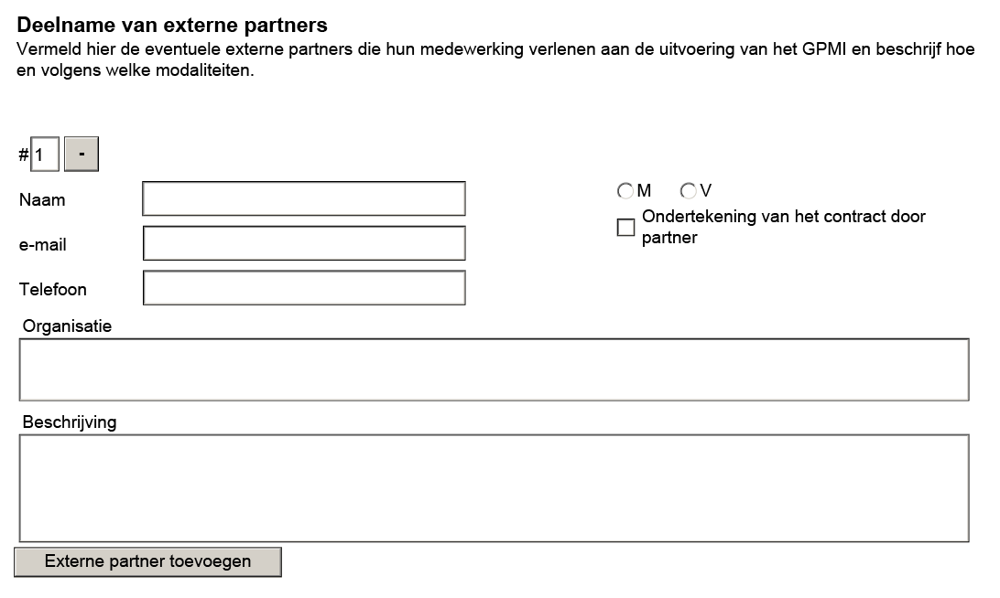 Deelname van externe partners
Vermeld hier de eventuele externe partners die hun medewerking verlenen aan de uitvoering van het GPMI en beschrijf hoe
en volgens welke modaliteiten.
#1 -
Naam
M V
Ondertekening van het contract door
partner
e-mail
Telefoon
Organisatie
Beschrijving
Externe partner toevoegen